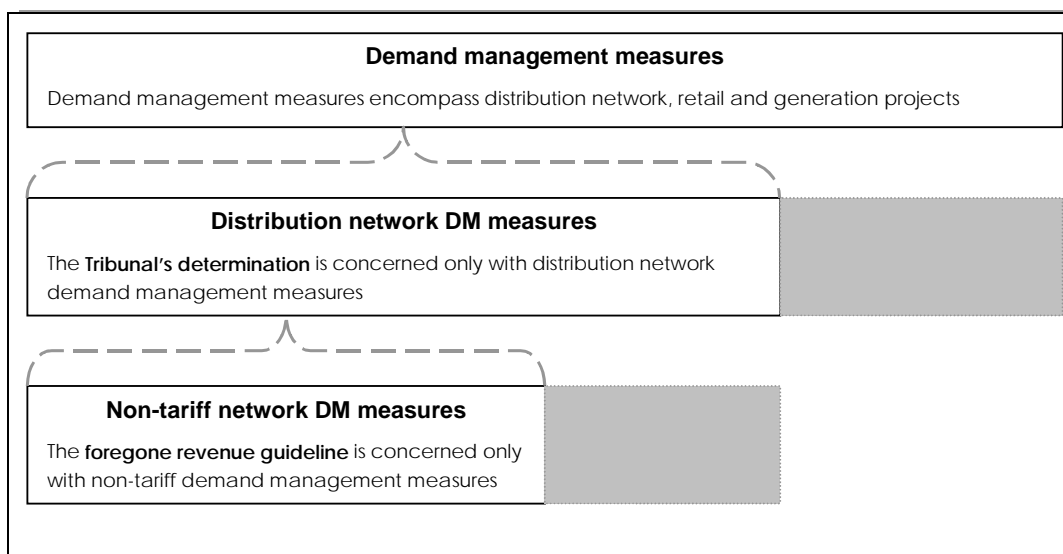 Demand management measures
Demand management measures encompass distribution network, retail and generation projects
Distribution network DM measures
The Tribunal's determination is concerned only with distribution network
demand management measures
Non-tariff network DM measures
The foregone revenue guideline is concerned only
with non-tariff demand management measures